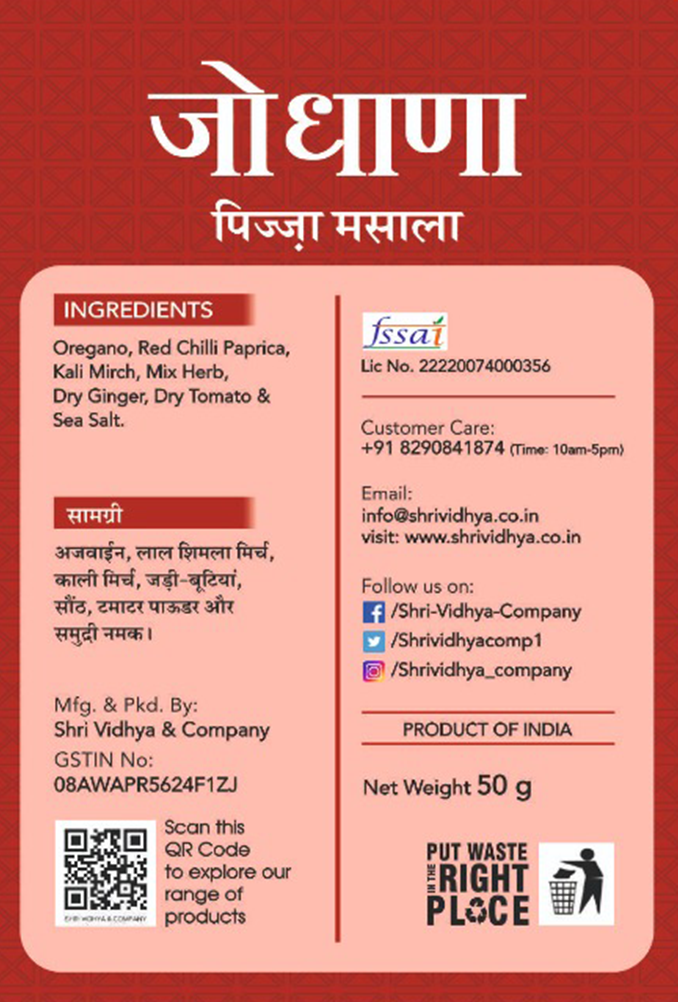 जोधाणा
पिज्ज़ा मसाला
INGREDIENTS
Oregano, Red Chilli Paprica,
Kali Mirch, Mix Herb,
Dry Ginger, Dry Tomato &
Sea Salt.
सामग्री
अजवाईन, लाल शिमला मिर्च,
काली मिर्च, जड़ी-बूटियां,
सौंठ, टमाटर पाऊडर और
समुद्री नमक।
Mfg. & Pkd. By:
Shri Vidhya & Company
GSTIN No:
08AWAPR5624F1ZJ
SHRI VIDHYA & COMPANY
Scan this
QR Code
to explore our
range of
products
fssai
Lic No. 22220074000356
Customer Care:
+91 8290841874 (Time: 10am-5pm)
Email:
info@shrividhya.co.in
visit: www.shrividhya.co.in
Follow us on:
/Shri-Vidhya-Company
/Shrividhyacomp1
/Shrividhya_company
PRODUCT OF INDIA
Net Weight 50 g
PUT WASTE
IN THE RIGHT
PLACE